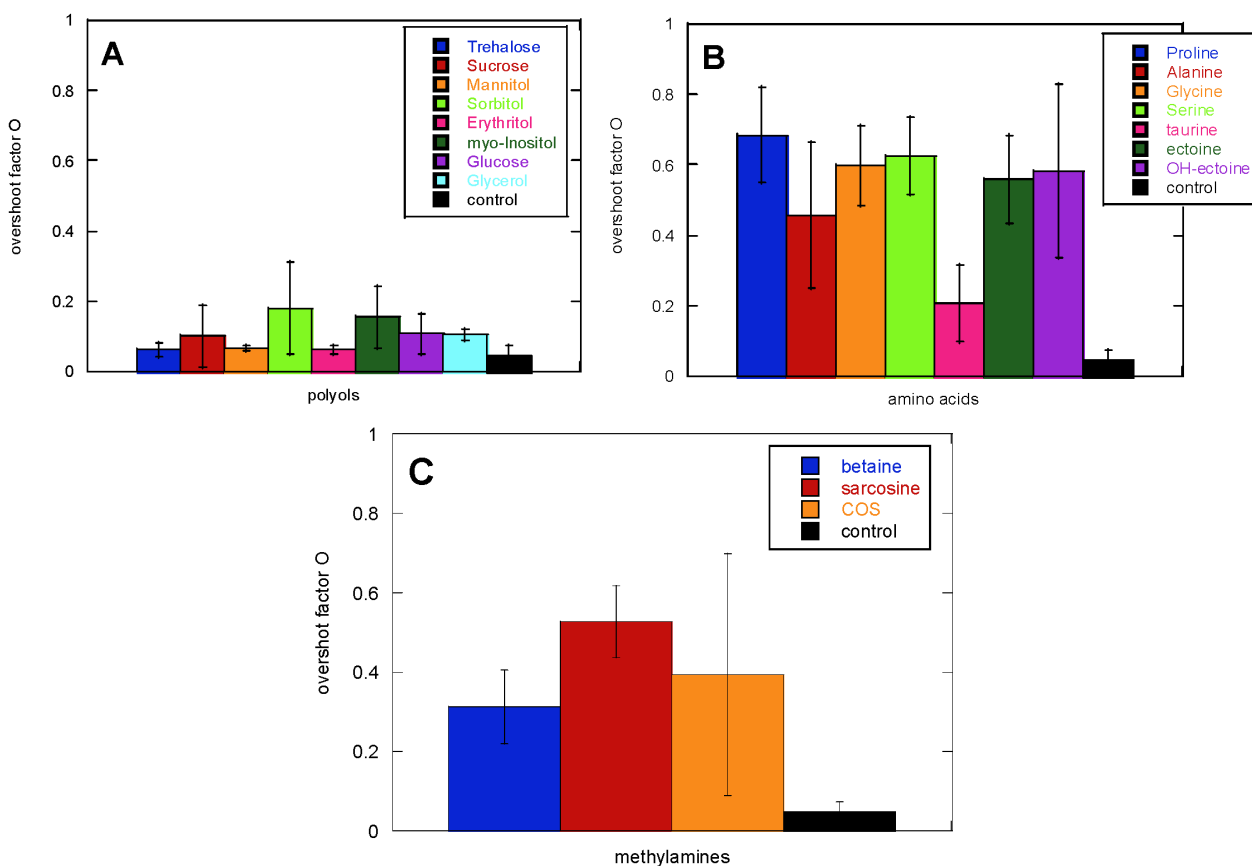 A
1
0.8
0.6
0.4
0.2
0
overshoot factor O
polyols
Trehalose
Sucrose
Mannitol
Sorbitol
Erythritol
myo-Inositol
Glucose
Glycerol
control
B
1
0.8
0.6
0.4
0.2
0
overshoot factor O
amino acids
Proline
Alanine
Glycine
Serine
taurine
ectoine
OH-ectoine
control
C
1
0.8
0.6
0.4
0.2
0
overshot factor O
methylamines
betaine
sarcosine
COS
control